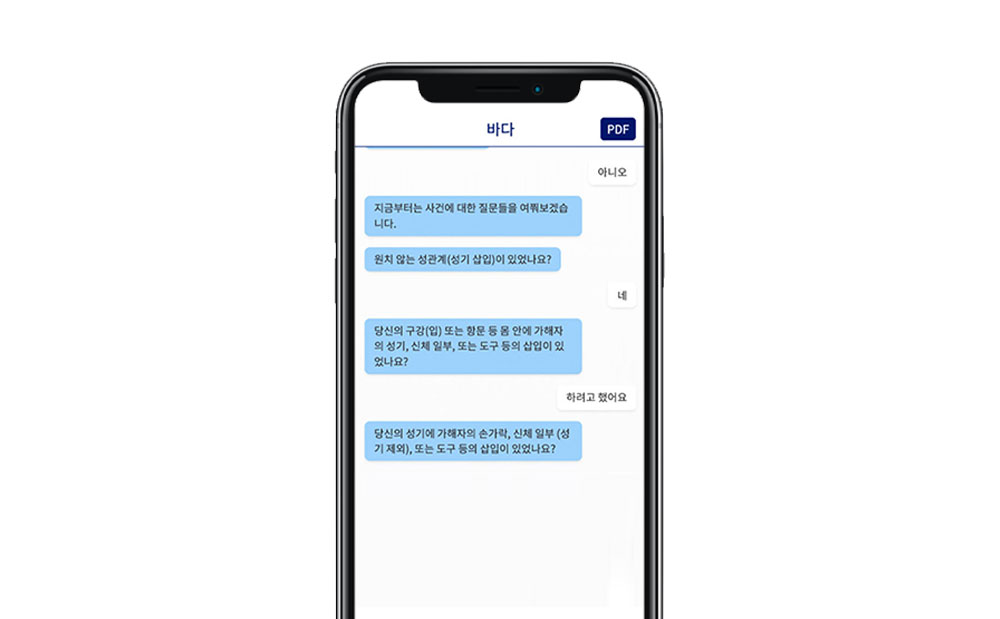 바다
PDF
아니오
지금부터는 사건에 대한 질문들을 여쭤보겠습
니다.
원치 않는 성관계(성기 삽입)이 있었나요?
네
당신의 구강(입) 또는 항문 등 몸 안에 가해자
의 성기, 신체 일부, 또는 도구 등의 삽입이 있
었나요?
하려고 했어요
당신의 성기에 가해자의 손가락, 신체 일부 (성
기 제외), 또는 도구 등의 삽입이 있었나요?